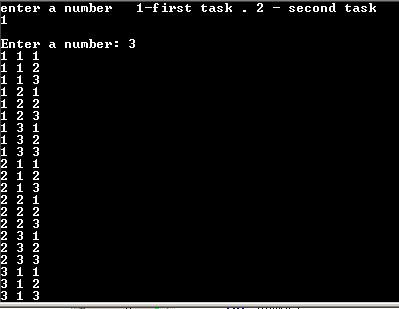 enter a number   1-first task . 2 - second task
1
Enter a number: 3
1 1 1
1 1 2
1 1 3
1 2 1
1 2 2
1 2 3
1 3 1
1 3 2
1 3 3
2 1 1
2 1 2
2 1 3
2 2 1
2 2 2
2 2 3
2 3 1
2 3 2
2 3 3
3 1 1
3 1 2
3 1 3